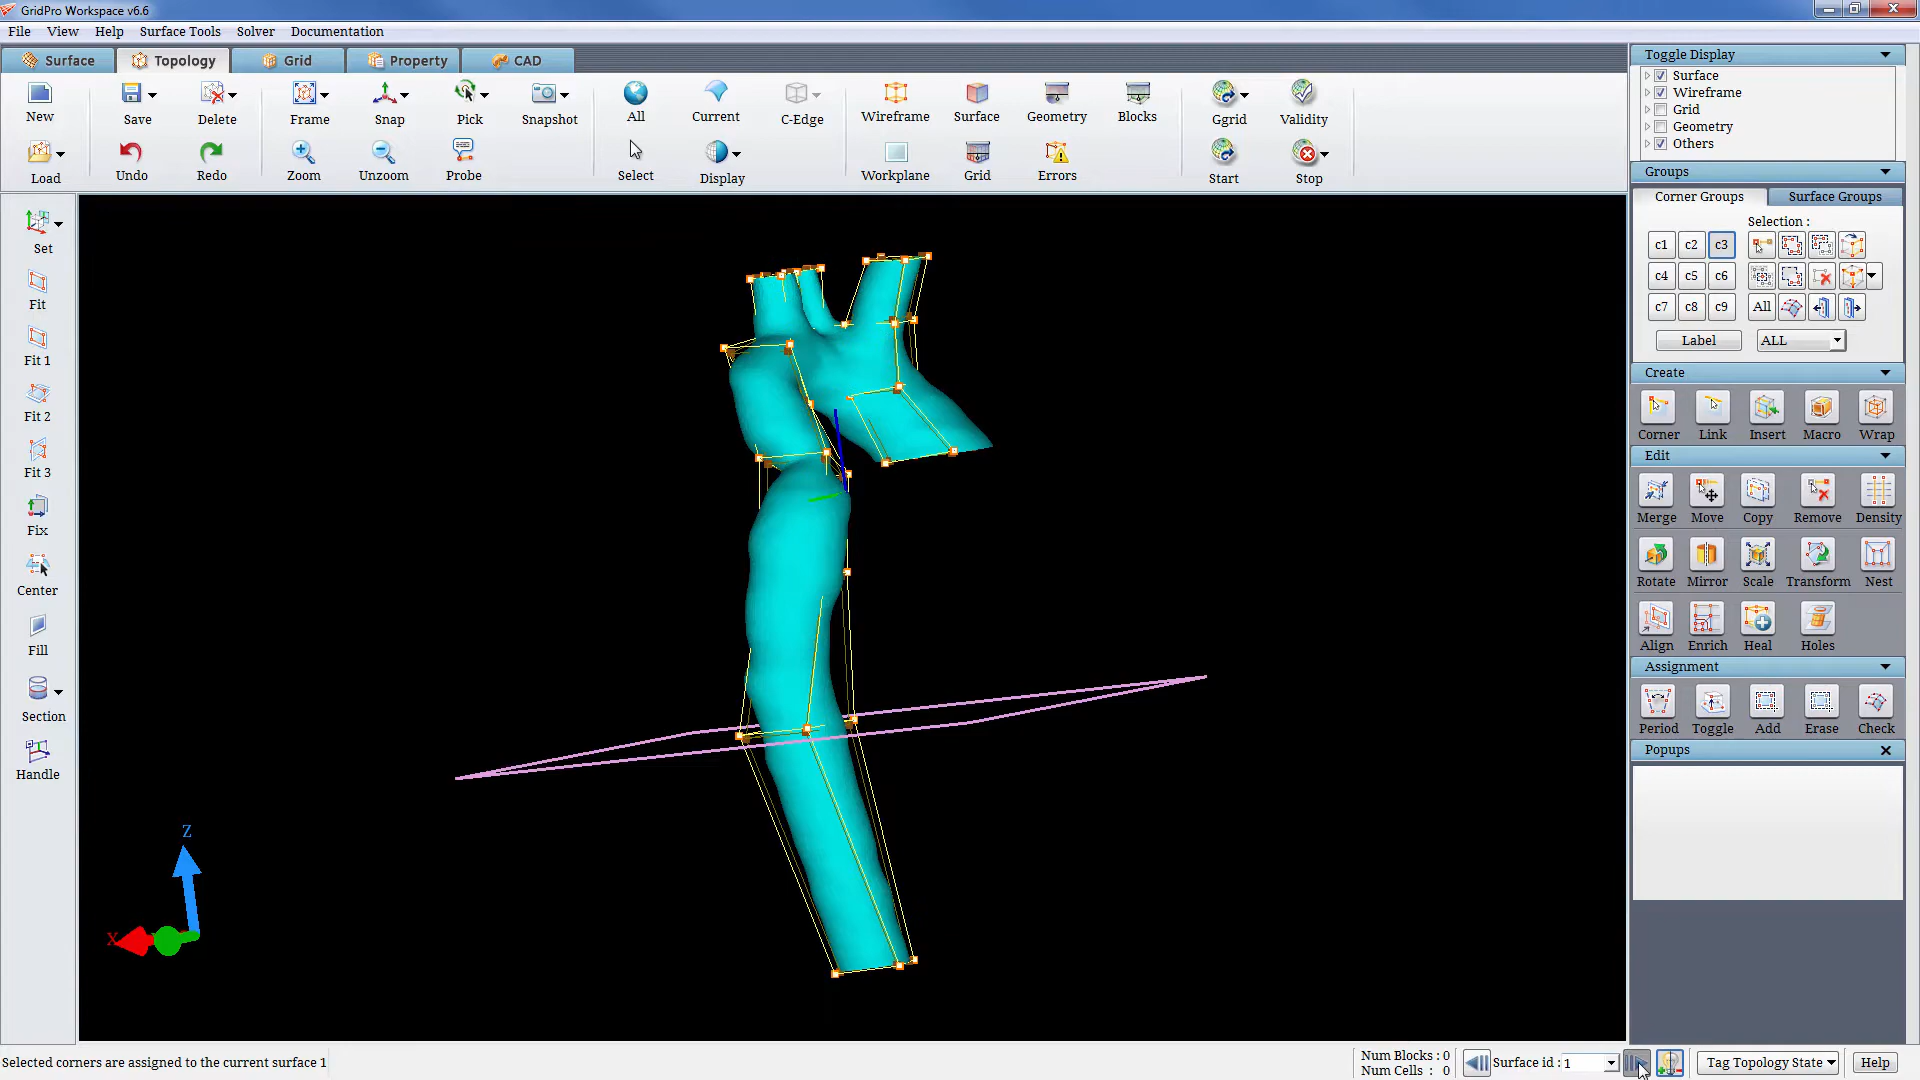 GridPro Workspace v6.6
File View Help Surface Tools Solver Documentation
Surface Topology Grid Property CAD
New Save Delete Frame Snap Pick Snapshot All Current C-Edge Wireframe Surface Geometry Blocks Ggrid Validity
Load Undo Redo Zoom Unzoom Probe Select Display Workplane Grid Errors Start Stop
Set
Fit
Fit 1
Fit 2
Fit 3
Fix
Center
Fill
Section
Handle
Z
X
Toggle Display
Surface
Wireframe
Grid
Geometry
Others
Groups
Corner Groups Surface Groups
Selection :
c1 c2 c3
c4 c5 c6
c7 c8 c9 All
Label ALL
Create
Corner Link Insert Macro Wrap
Edit
Merge Move Copy Remove Density
Rotate Mirror Scale Transform Nest
Align Enrich Heal Holes
Assignment
Period Toggle Add Erase Check
Popups
Selected corners are assigned to the current surface 1
Num Blocks : 0
Num Cells : 0
Surface id : 1
Tag Topology State
Help